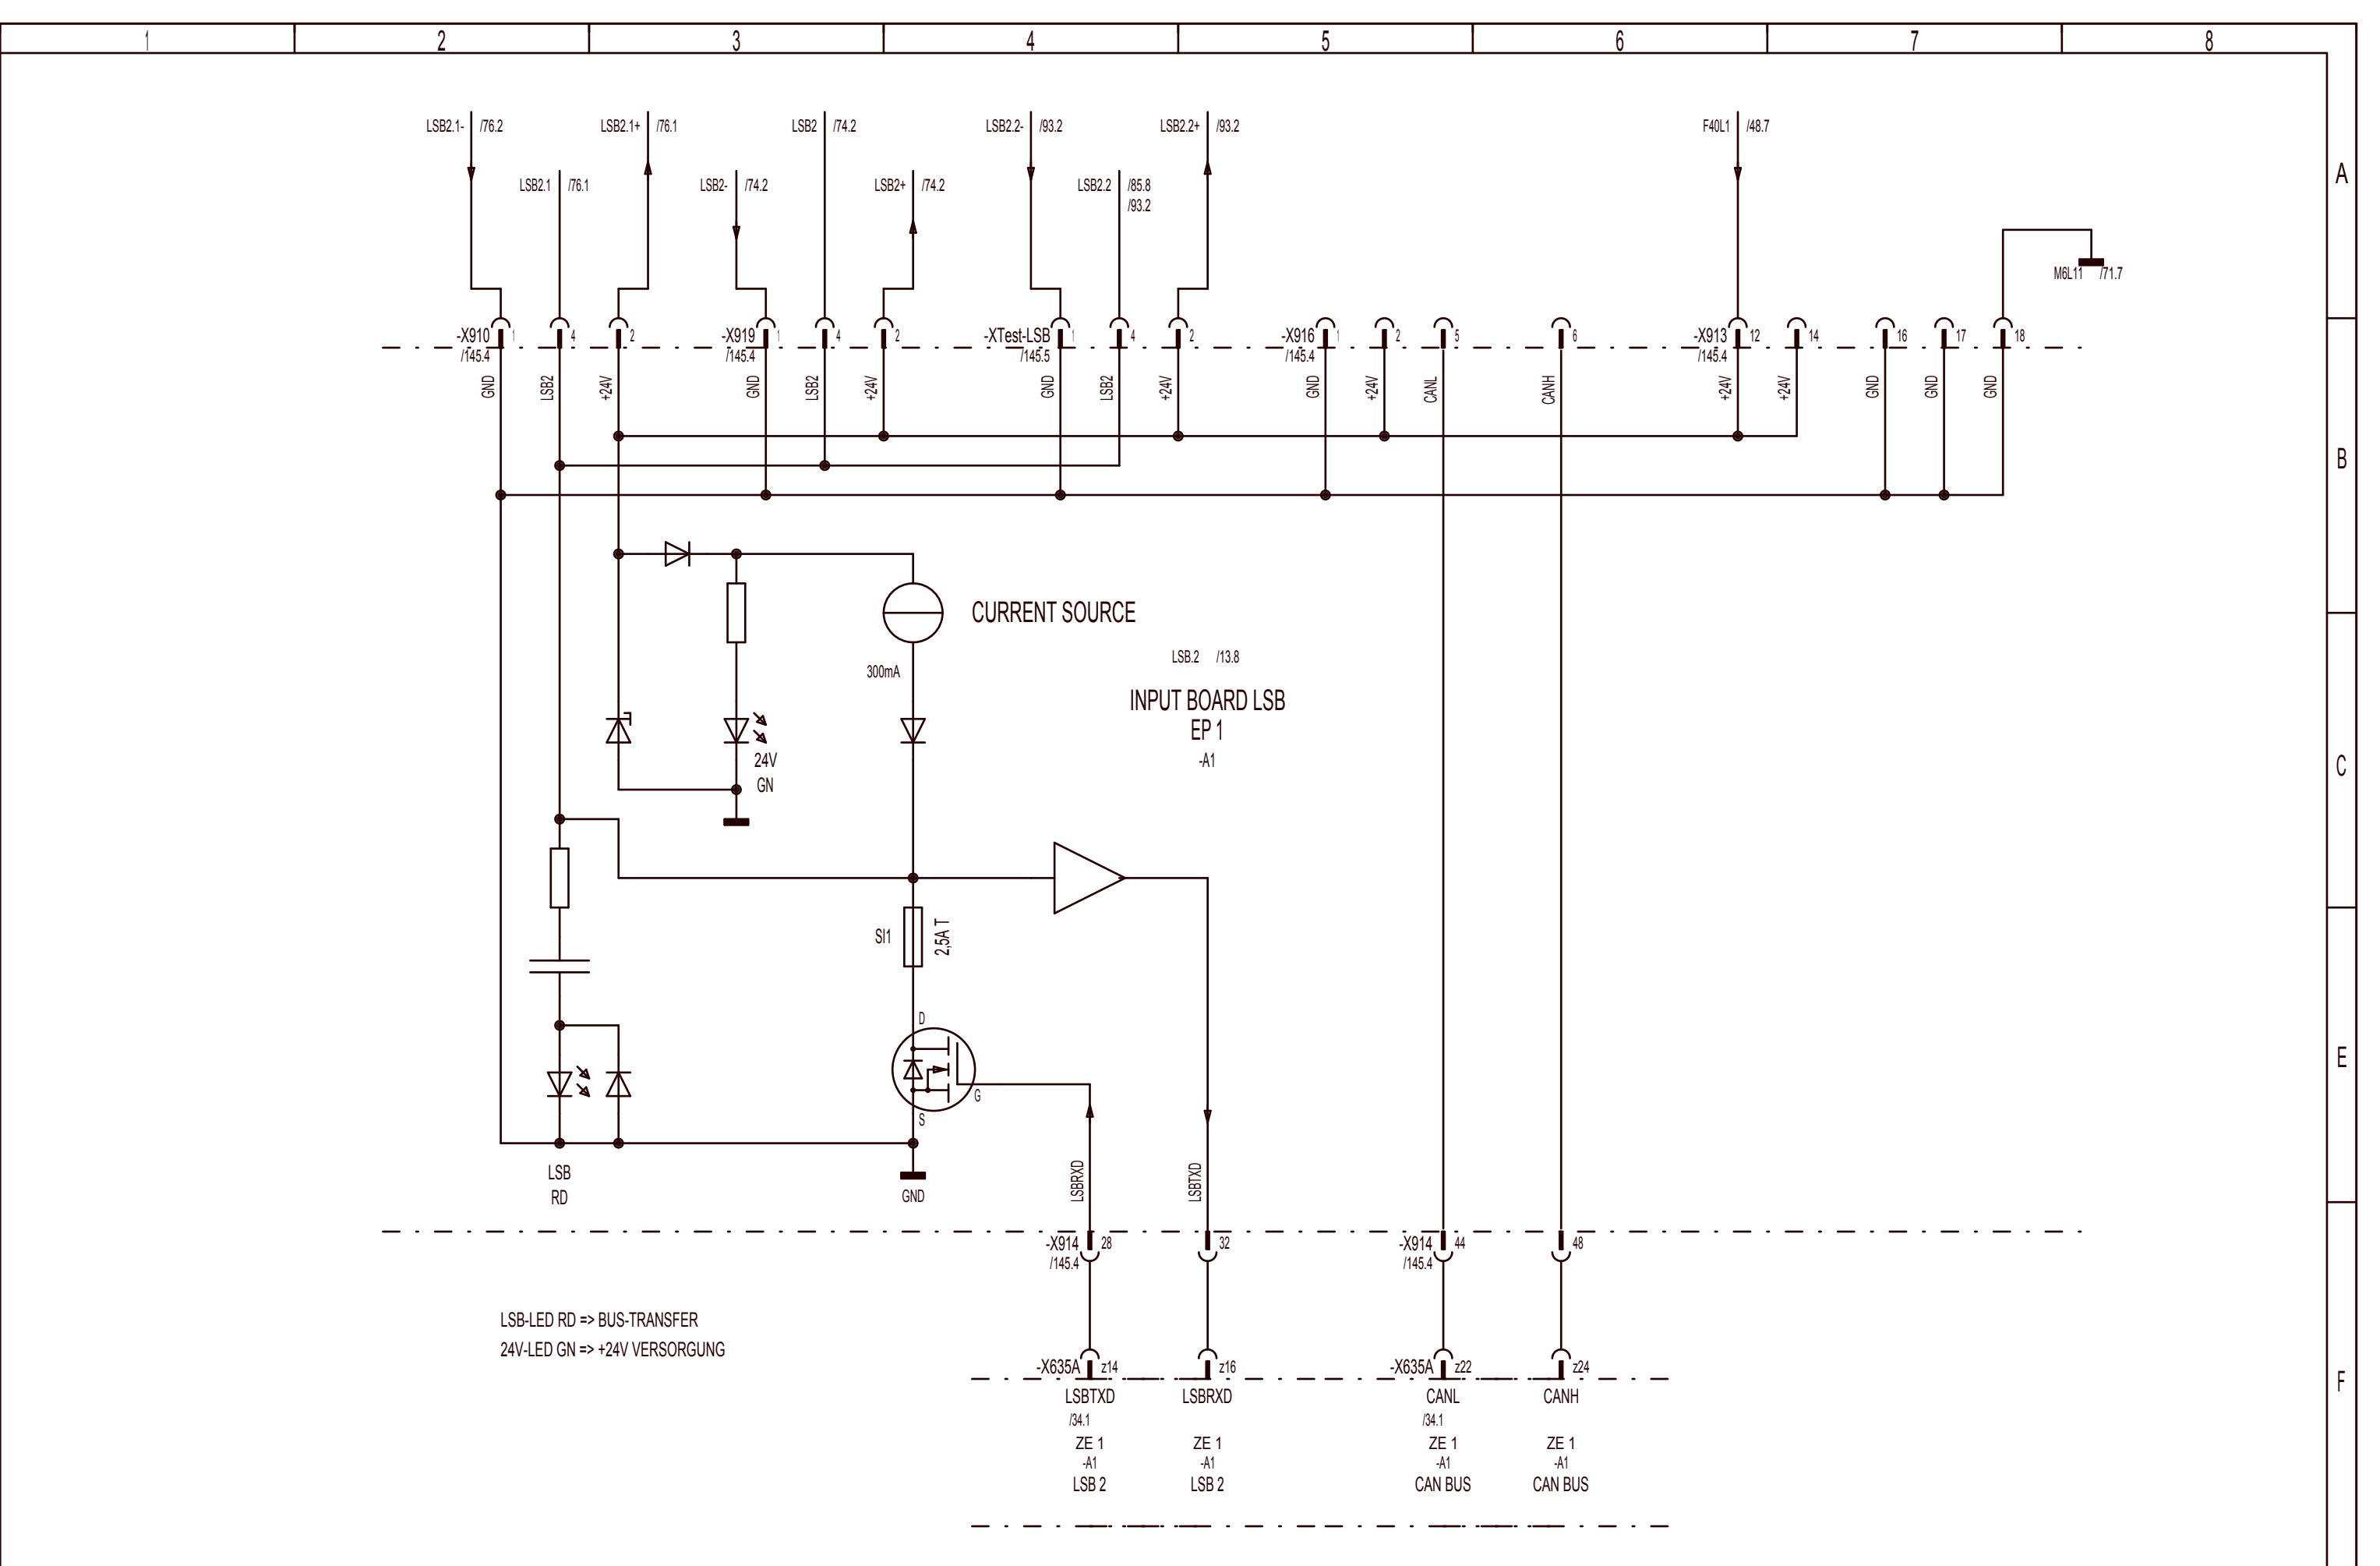 1 2 3 4 5 6 7 8
LSB2.1- /76.2
LSB2.1+ /76.1
LSB2 /74.2
LSB2.2- /93.2
LSB2.2+ /93.2
F40L1 /48.7
A
LSB2.1 /76.1
LSB2- /74.2
LSB2+ /74.2
LSB2.2 /85.8
/93.2
M6L11 /71.7
-X910 1 4 2
/145.4
-X919 1 4 2
/145.4
-XTest-LSB 1 4 2
/145.5
-X916 1 2 5 6
/145.4
-X913 12 14 16 17 18
/145.4
GND LSB2 +24V GND LSB2 +24V GND LSB2 +24V GND +24V CANL CANH +24V +24V GND GND GND
B
CURRENT SOURCE
300mA
LSB.2 /13.8
INPUT BOARD LSB
EP 1
-A1
24V
GN
C
SI1
2,5A T
D
G
S
E
LSB
RD
GND
LSBRXD
LSBTXD
-X914 28 32
/145.4
-X914 44 48
/145.4
LSB-LED RD => BUS-TRANSFER
24V-LED GN => +24V VERSORGUNG
-X635A z14 z16
-X635A z22 z24
F
LSBTXD LSBRXD CANL CANH
/34.1 /34.1
ZE 1 ZE 1 ZE 1 ZE 1
-A1 -A1 -A1 -A1
LSB 2 LSB 2 CAN BUS CAN BUS